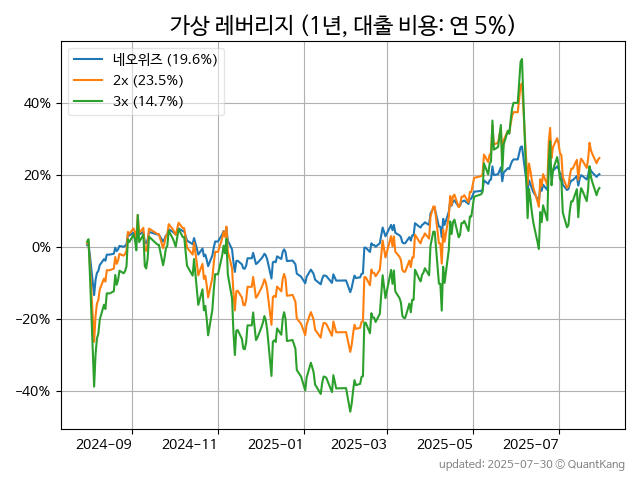 가상 레버리지 (1년, 대출 비용: 연 5%)
네오위즈 (19.6%)
2x (23.5%)
3x (14.7%)
40%
20%
0%
−20%
−40%
2024-09 2024-11 2025-01 2025-03 2025-05 2025-07
updated: 2025-07-30 © QuantKang